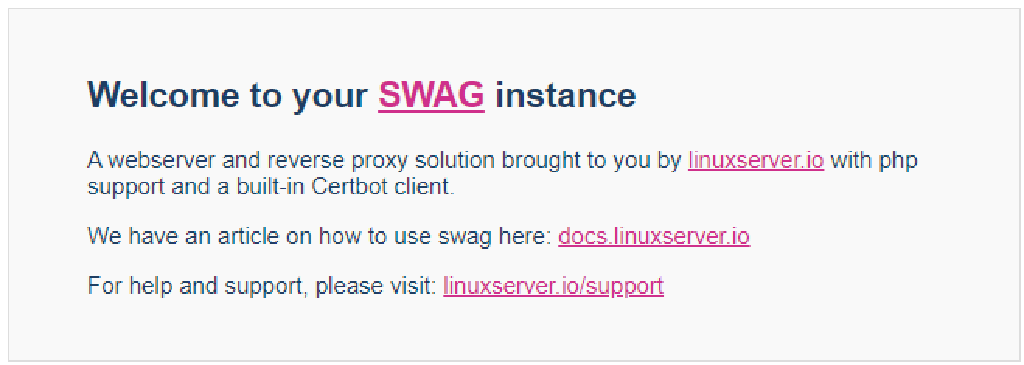 Welcome to your SWAG instance
A webserver and reverse proxy solution brought to you by linuxserver.io with php
support and a built-in Certbot client.
We have an article on how to use swag here: docs.linuxserver.io
For help and support, please visit: linuxserver.io/support